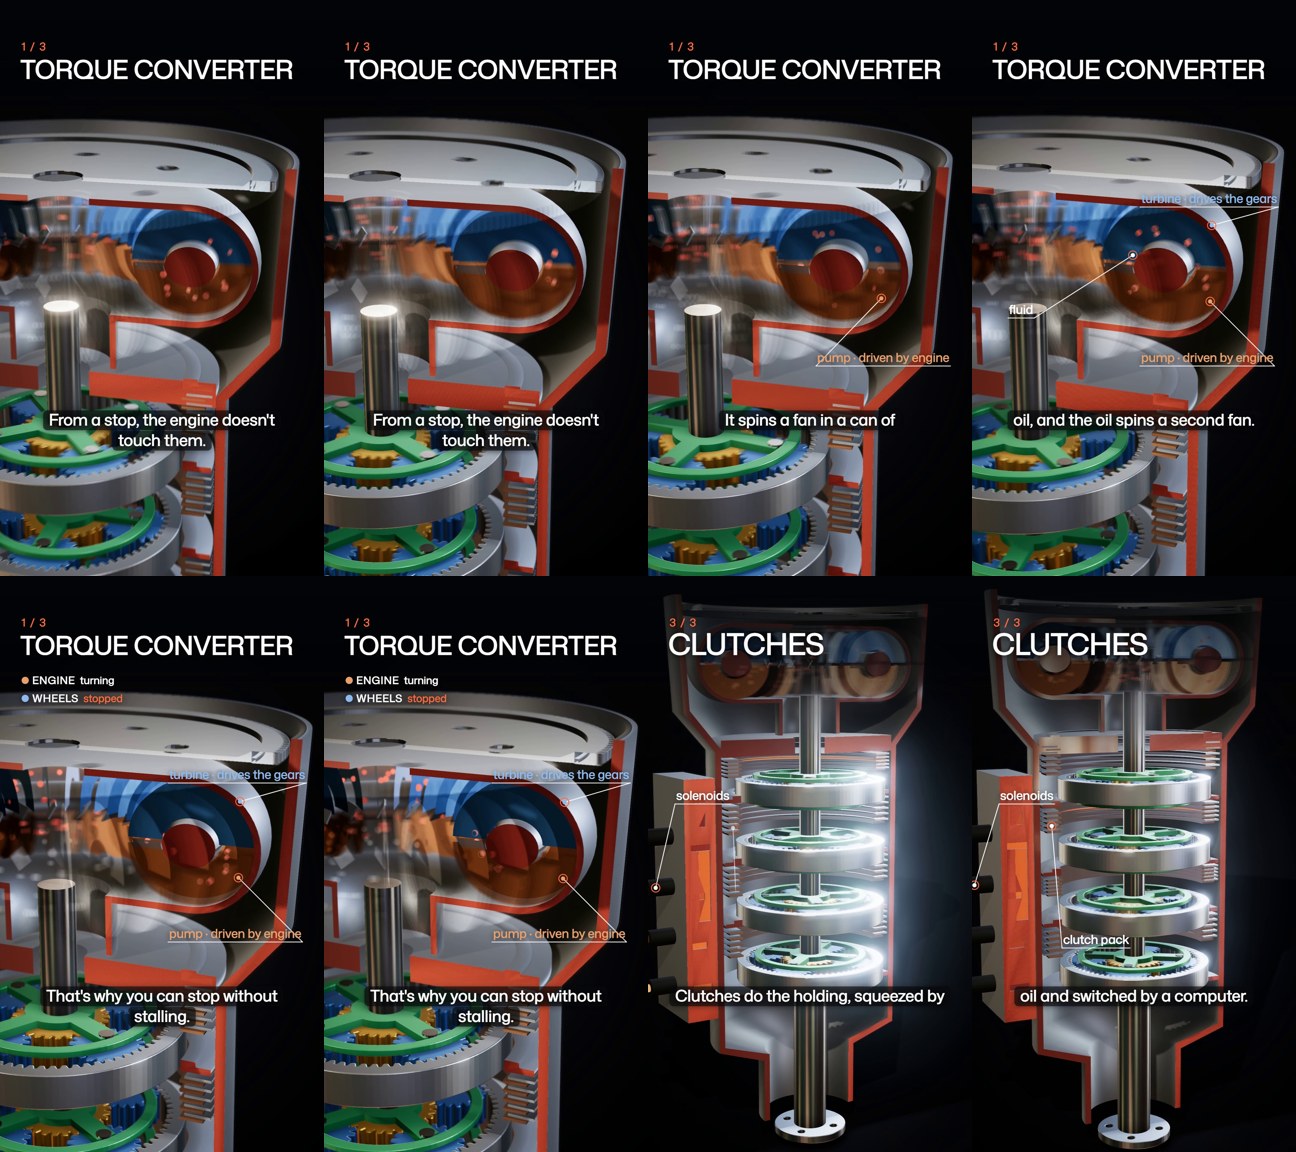 1 / 3
TORQUE CONVERTER
From a stop, the engine doesn't
touch them.
1 / 3
TORQUE CONVERTER
From a stop, the engine doesn't
touch them.
1 / 3
TORQUE CONVERTER
pump · driven by engine
It spins a fan in a can of
1 / 3
TORQUE CONVERTER
turbine · drives the gears
fluid
pump · driven by engine
oil, and the oil spins a second fan.
1 / 3
TORQUE CONVERTER
ENGINE turning
WHEELS stopped
turbine · drives the gears
pump · driven by engine
That's why you can stop without
stalling.
1 / 3
TORQUE CONVERTER
ENGINE turning
WHEELS stopped
turbine · drives the gears
pump · driven by engine
That's why you can stop without
stalling.
3 / 3
CLUTCHES
solenoids
Clutches do the holding, squeezed by
3 / 3
CLUTCHES
solenoids
clutch pack
oil and switched by a computer.